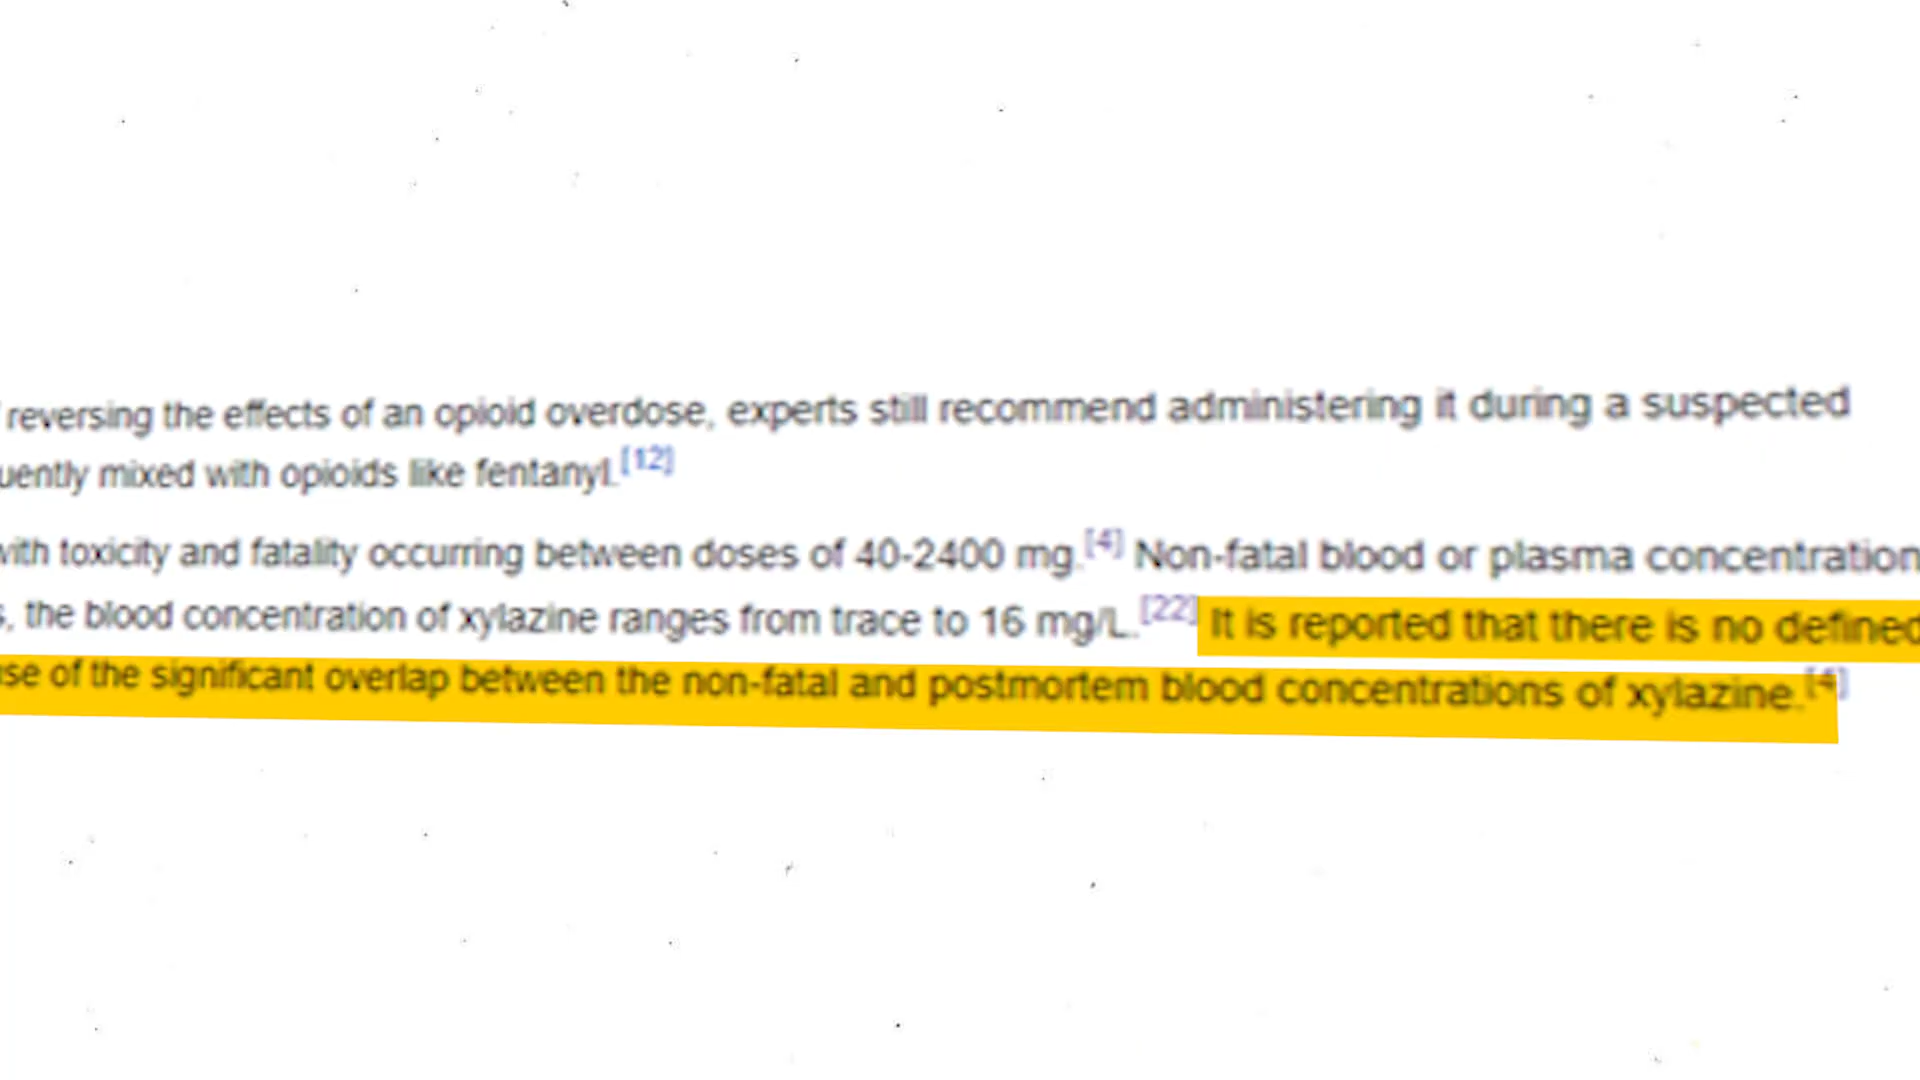 reversing the effects of an opioid overdose, experts still recommend administering it during a suspected
uently mixed with opioids like fentanyl.[12]
with toxicity and fatality occurring between doses of 40-2400 mg.[4] Non-fatal blood or plasma concentration
s, the blood concentration of xylazine ranges from trace to 16 mg/L.[22] It is reported that there is no defined
use of the significant overlap between the non-fatal and postmortem blood concentrations of xylazine.[4]